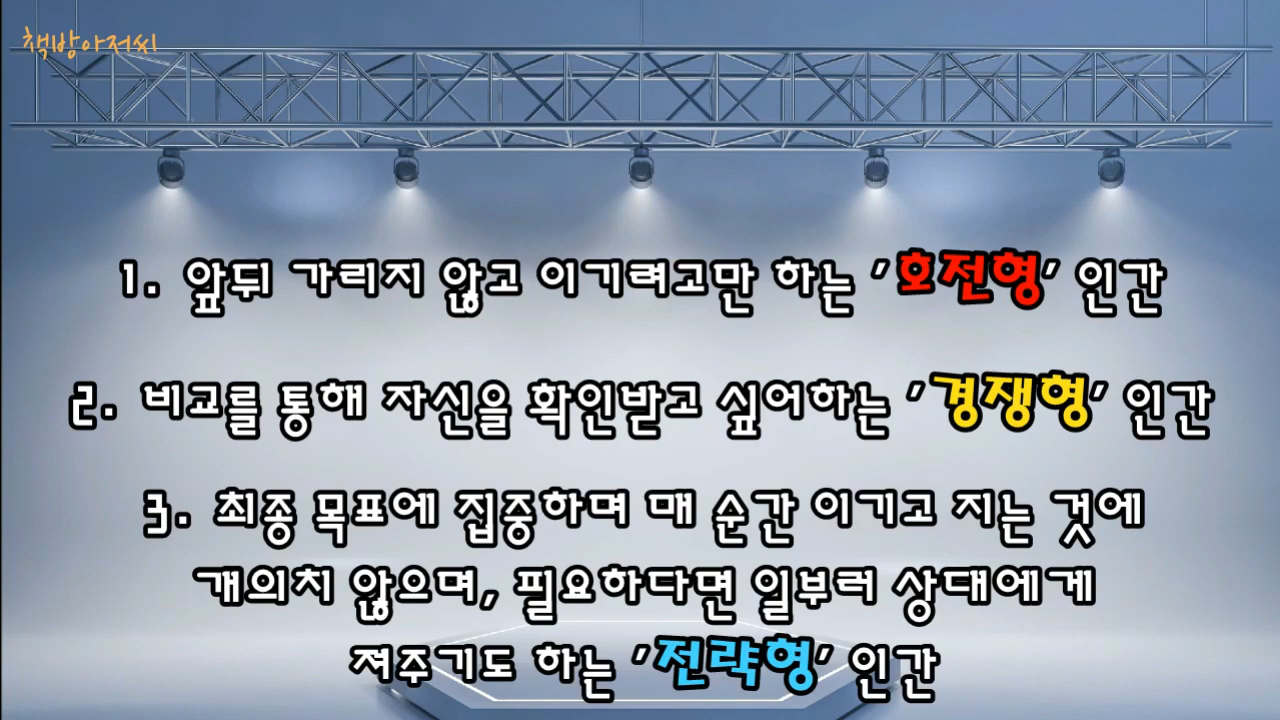 책방아저씨
1. 앞뒤 가리지 않고 이기려고만 하는 '호전형' 인간
2. 비교를 통해 자신을 확인받고 싶어하는 '경쟁형' 인간
3. 최종 목표에 집중하며 매 순간 이기고 지는 것에
개의치 않으며, 필요하다면 일부러 상대에게
져주기도 하는 '전략형' 인간